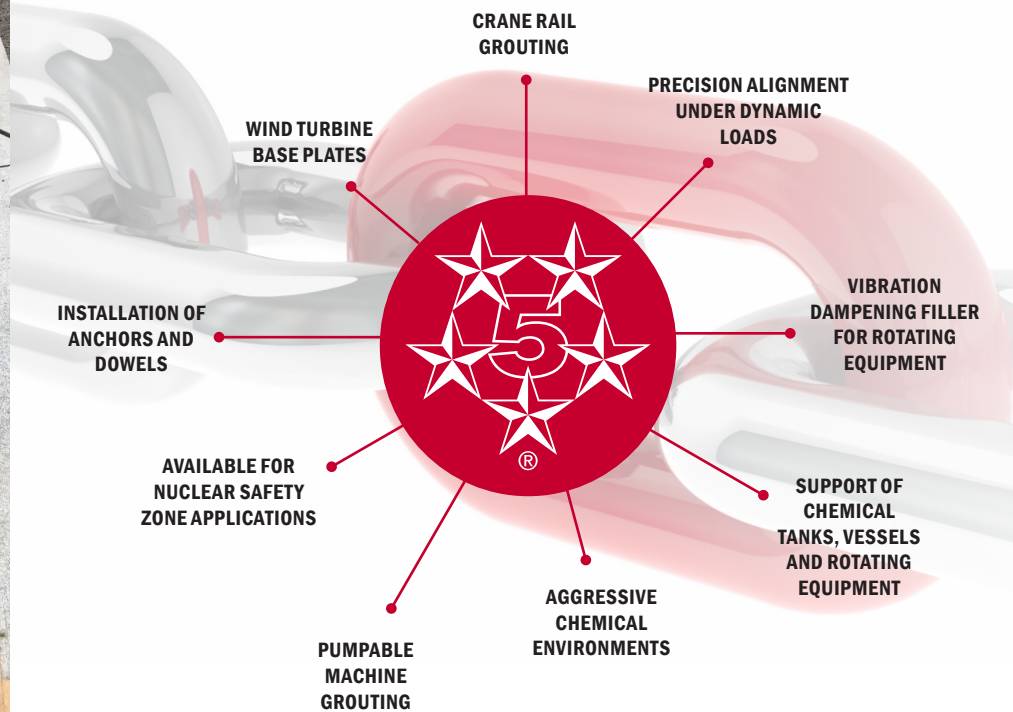 CRANE RAIL
GROUTING
PRECISION ALIGNMENT
UNDER DYNAMIC
LOADS
WIND TURBINE
BASE PLATES
VIBRATION
DAMPENING FILLER
FOR ROTATING
EQUIPMENT
INSTALLATION OF
ANCHORS AND
DOWELS
5
®
AVAILABLE FOR
NUCLEAR SAFETY
ZONE APPLICATIONS
SUPPORT OF
CHEMICAL
TANKS, VESSELS
AND ROTATING
EQUIPMENT
AGGRESSIVE
CHEMICAL
ENVIRONMENTS
PUMPABLE
MACHINE
GROUTING